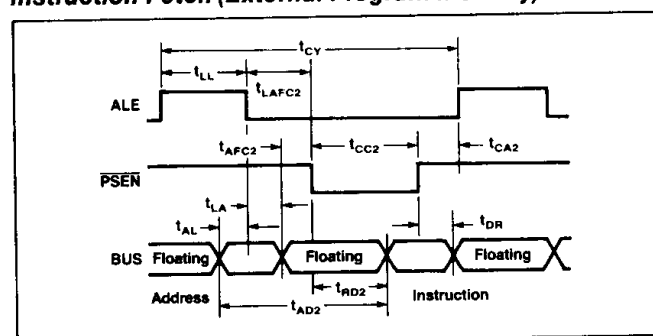 Instruction Fetch (External Program Memory)
tCY
tLL
tLAFC2
ALE
tAFC2
tCC2
tCA2
PSEN
tLA
tAL
tDR
BUS Floating Floating Floating
tRD2
Address Instruction
tAD2